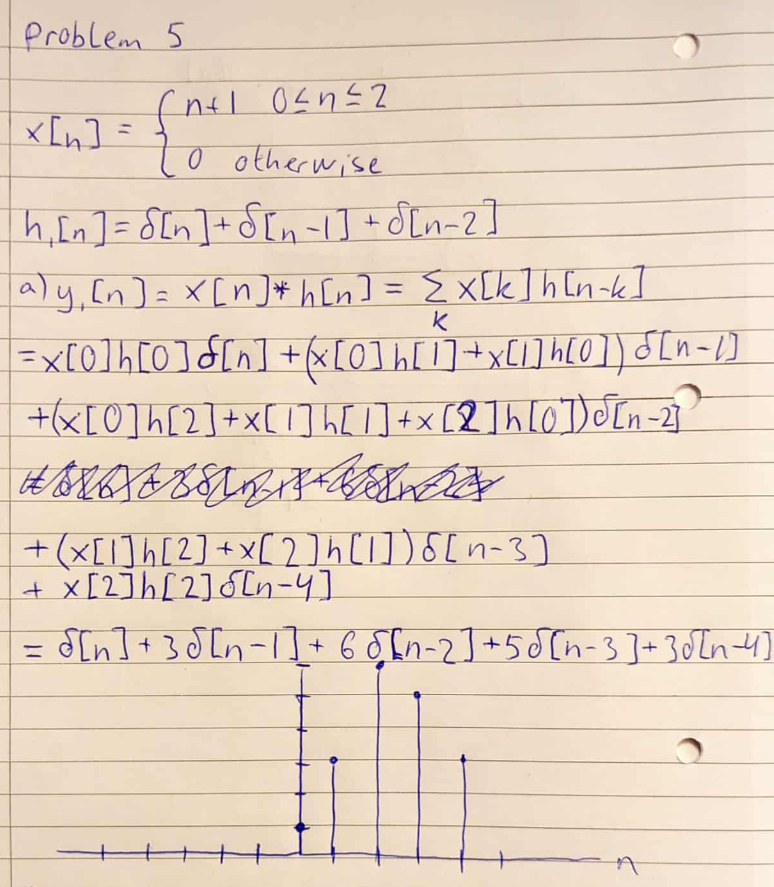 Problem 5
x[n] = { n+1 0≤n≤2
0 otherwise
h₁[n] = δ[n]+δ[n-1]+δ[n-2]
a) y₁[n] = x[n]*h[n] = Σ x[k]h[n-k]
k
=x[0]h[0]δ[n]+(x[0]h[1]+x[1]h[0])δ[n-1]
+(x[0]h[2]+x[1]h[1]+x[2]h[0])δ[n-2]
+(x[1]h[2]+x[2]h[1])δ[n-3]
+ x[2]h[2]δ[n-4]
= δ[n]+3δ[n-1]+6δ[n-2]+5δ[n-3]+3δ[n-4]
n